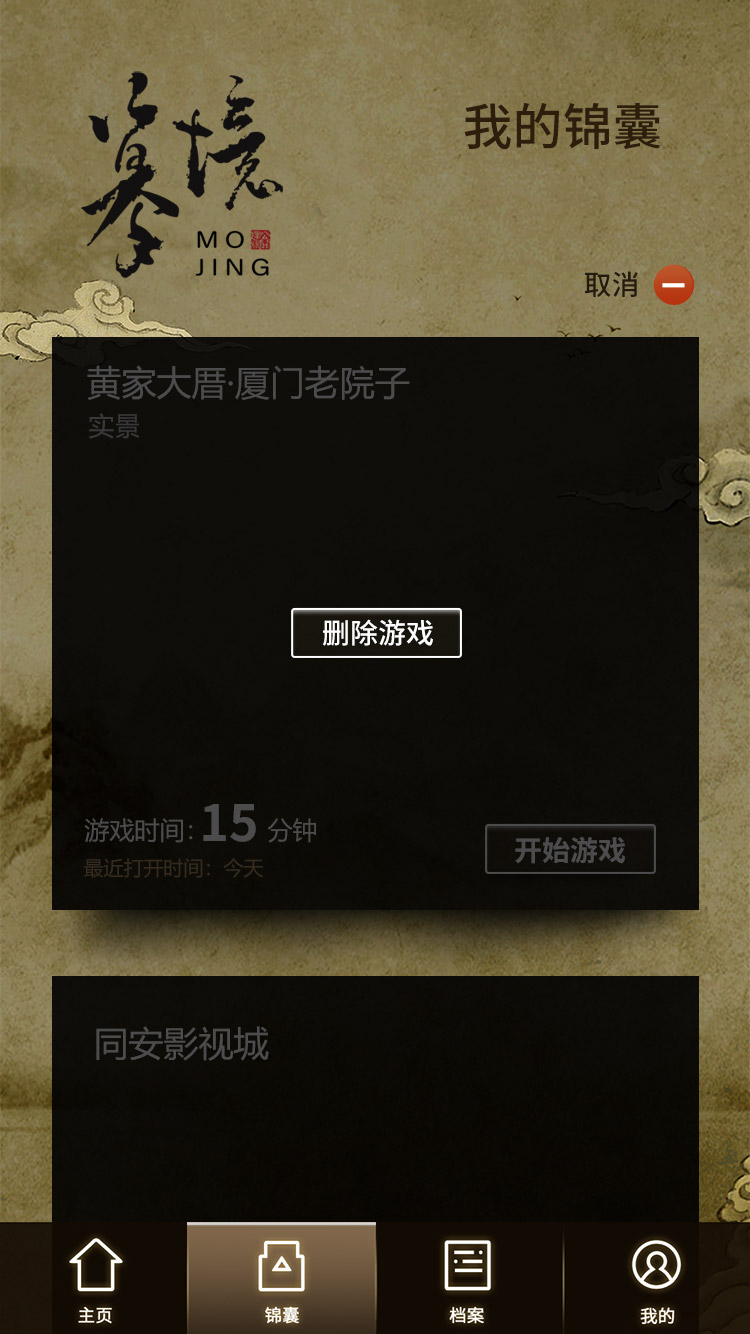 摹境
MO
JING
我的锦囊
取消
黄家大厝·厦门老院子
实景
删除游戏
游戏时间: 15 分钟
最近打开时间: 今天
开始游戏
同安影视城
主页
锦囊
档案
我的